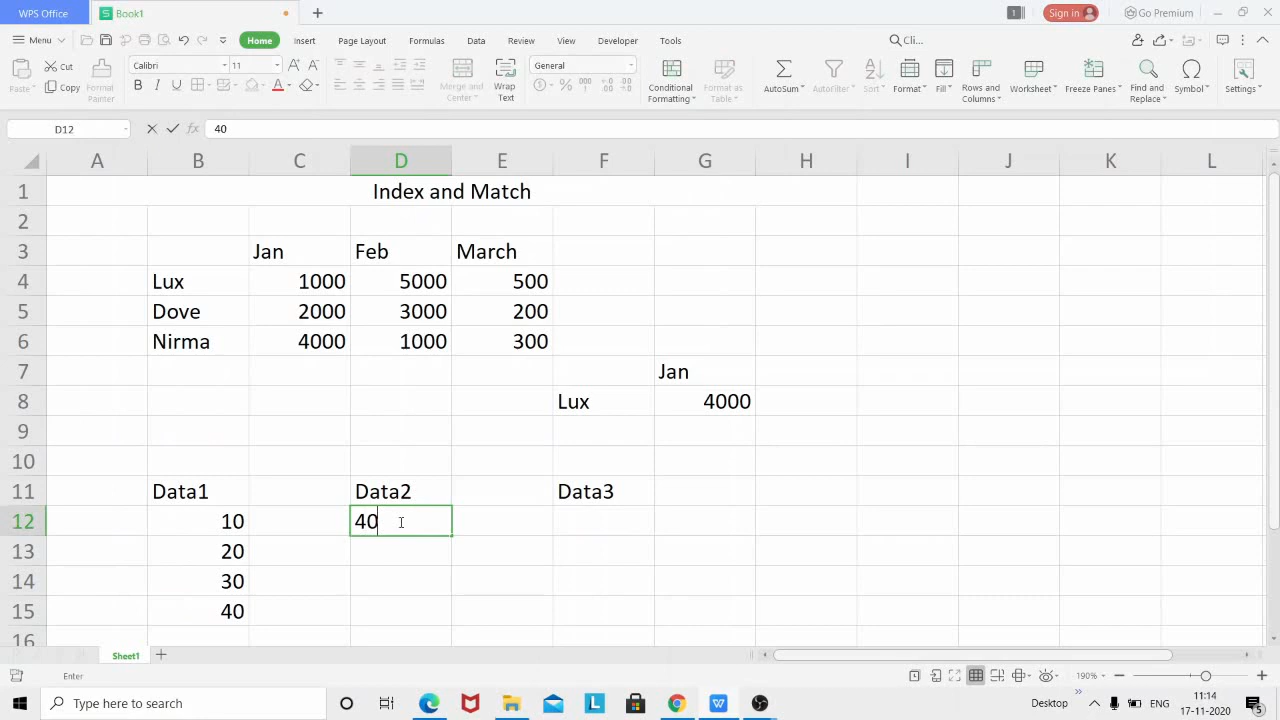 WPS Office Book1 + 1 Sign in Go Premium
Menu Home Insert Page Layout Formulas Data Review View Developer Tools Cli...
Paste Cut Copy Format Painter Calibri 11 B I U A Merge and Center Wrap Text General % 000 Conditional Formatting Format as Table AutoSum AutoFilter Sort Format Fill Rows and Columns Worksheet Freeze Panes Find and Replace Symbol Settings
D12 fx 40
A B C D E F G H I J K L
1 Index and Match
2
3 Jan Feb March
4 Lux 1000 5000 500
5 Dove 2000 3000 200
6 Nirma 4000 1000 300
7 Jan
8 Lux 4000
9
10
11 Data1 Data2 Data3
12 10 40
13 20
14 30
15 40
16
Sheet1 +
Enter 190%
Type here to search Desktop ENG 11:14 17-11-2020 5